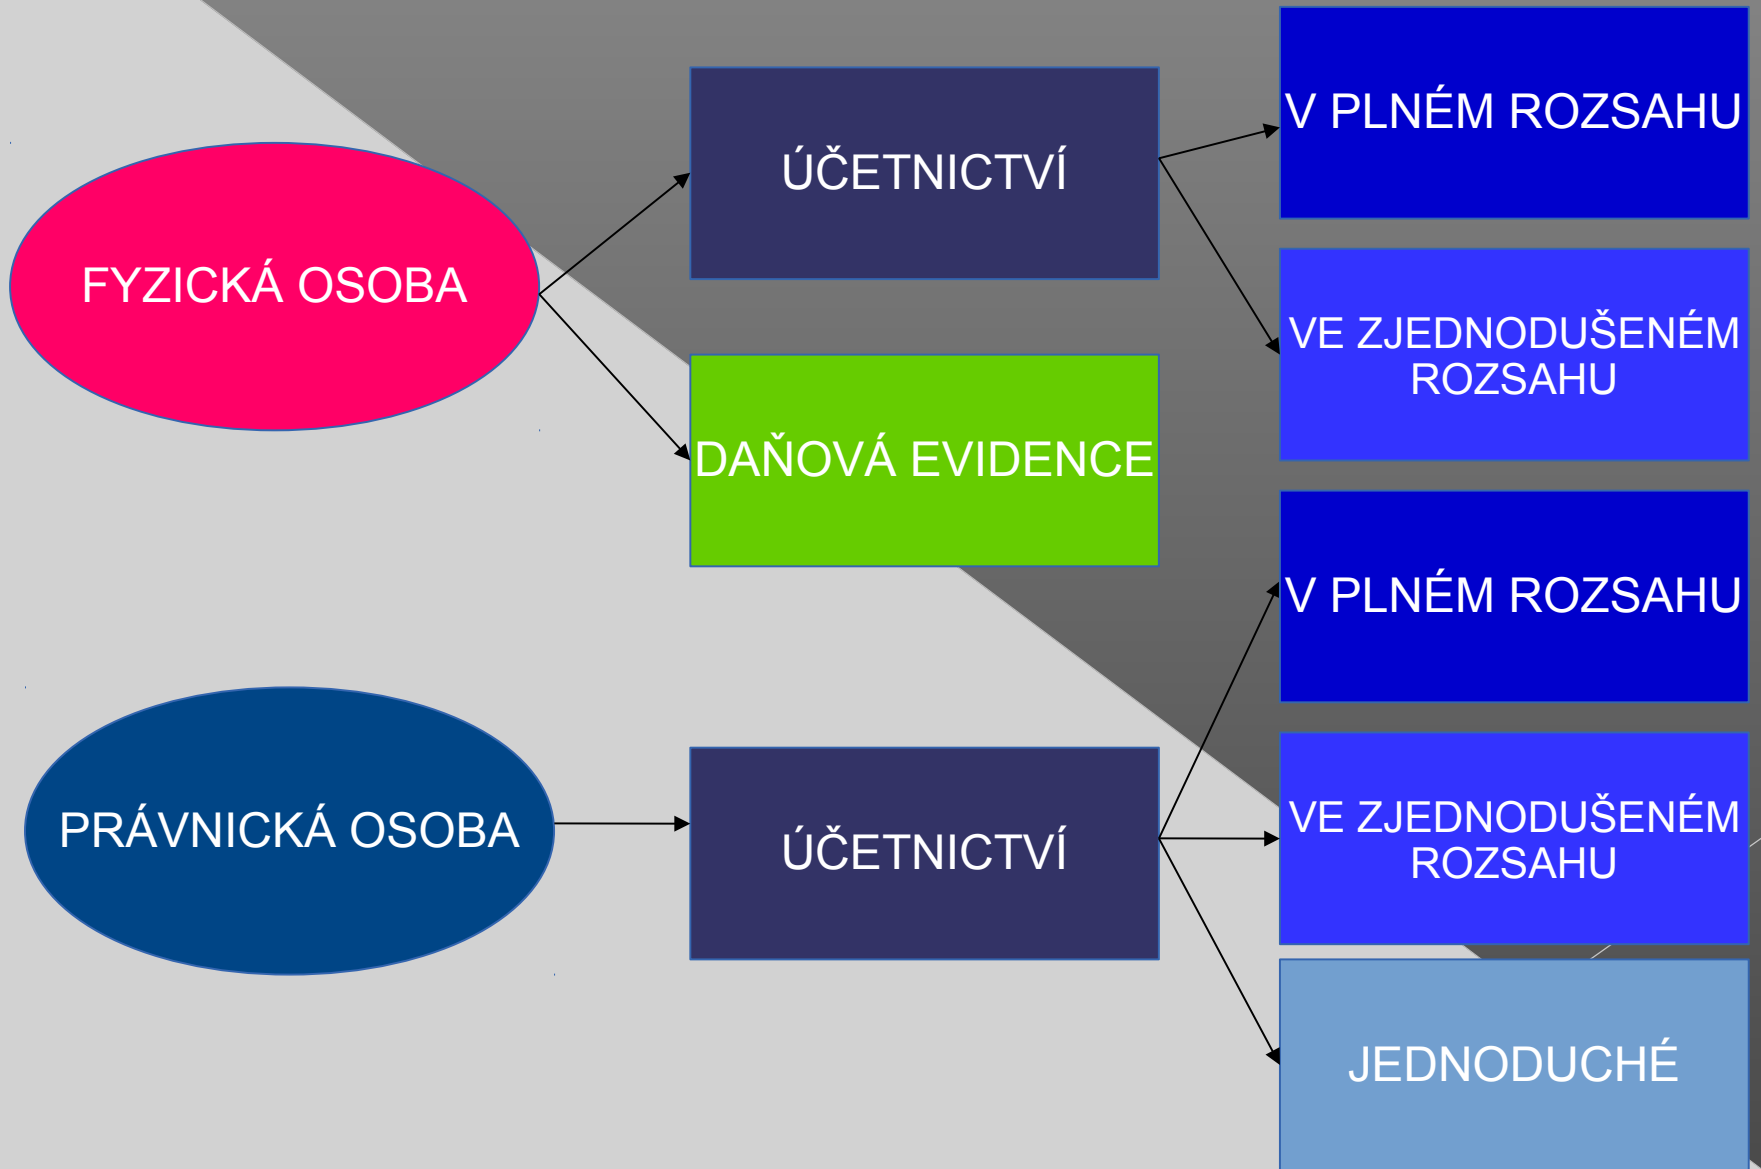 FYZICKÁ OSOBA
ÚČETNICTVÍ
DAŇOVÁ EVIDENCE
V PLNÉM ROZSAHU
VE ZJEDNODUŠENÉM
ROZSAHU
PRÁVNICKÁ OSOBA
ÚČETNICTVÍ
V PLNÉM ROZSAHU
VE ZJEDNODUŠENÉM
ROZSAHU
JEDNODUCHÉ